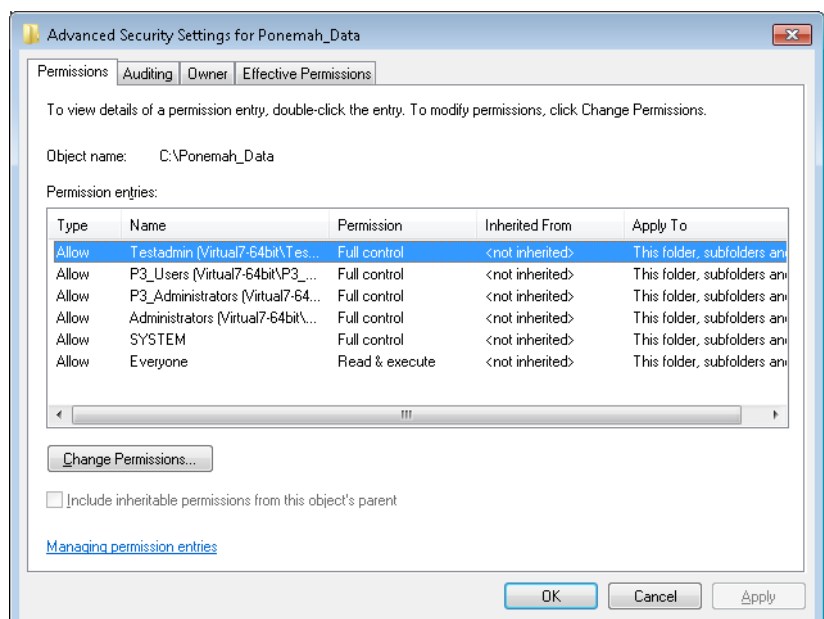 Advanced Security Settings for Ponemah_Data
Permissions Auditing Owner Effective Permissions
To view details of a permission entry, double-click the entry. To modify permissions, click Change Permissions.
Object name: C:\Ponemah_Data
Permission entries:
Type Name Permission Inherited From Apply To
Allow Testadmin (Virtual7-64bit\Tes... Full control <not inherited> This folder, subfolders an
Allow P3_Users (Virtual7-64bit\P3_... Full control <not inherited> This folder, subfolders an
Allow P3_Administrators (Virtual7-64... Full control <not inherited> This folder, subfolders an
Allow Administrators (Virtual7-64bit\... Full control <not inherited> This folder, subfolders an
Allow SYSTEM Full control <not inherited> This folder, subfolders an
Allow Everyone Read & execute <not inherited> This folder, subfolders an
Change Permissions...
Include inheritable permissions from this object's parent
Managing permission entries
OK Cancel Apply